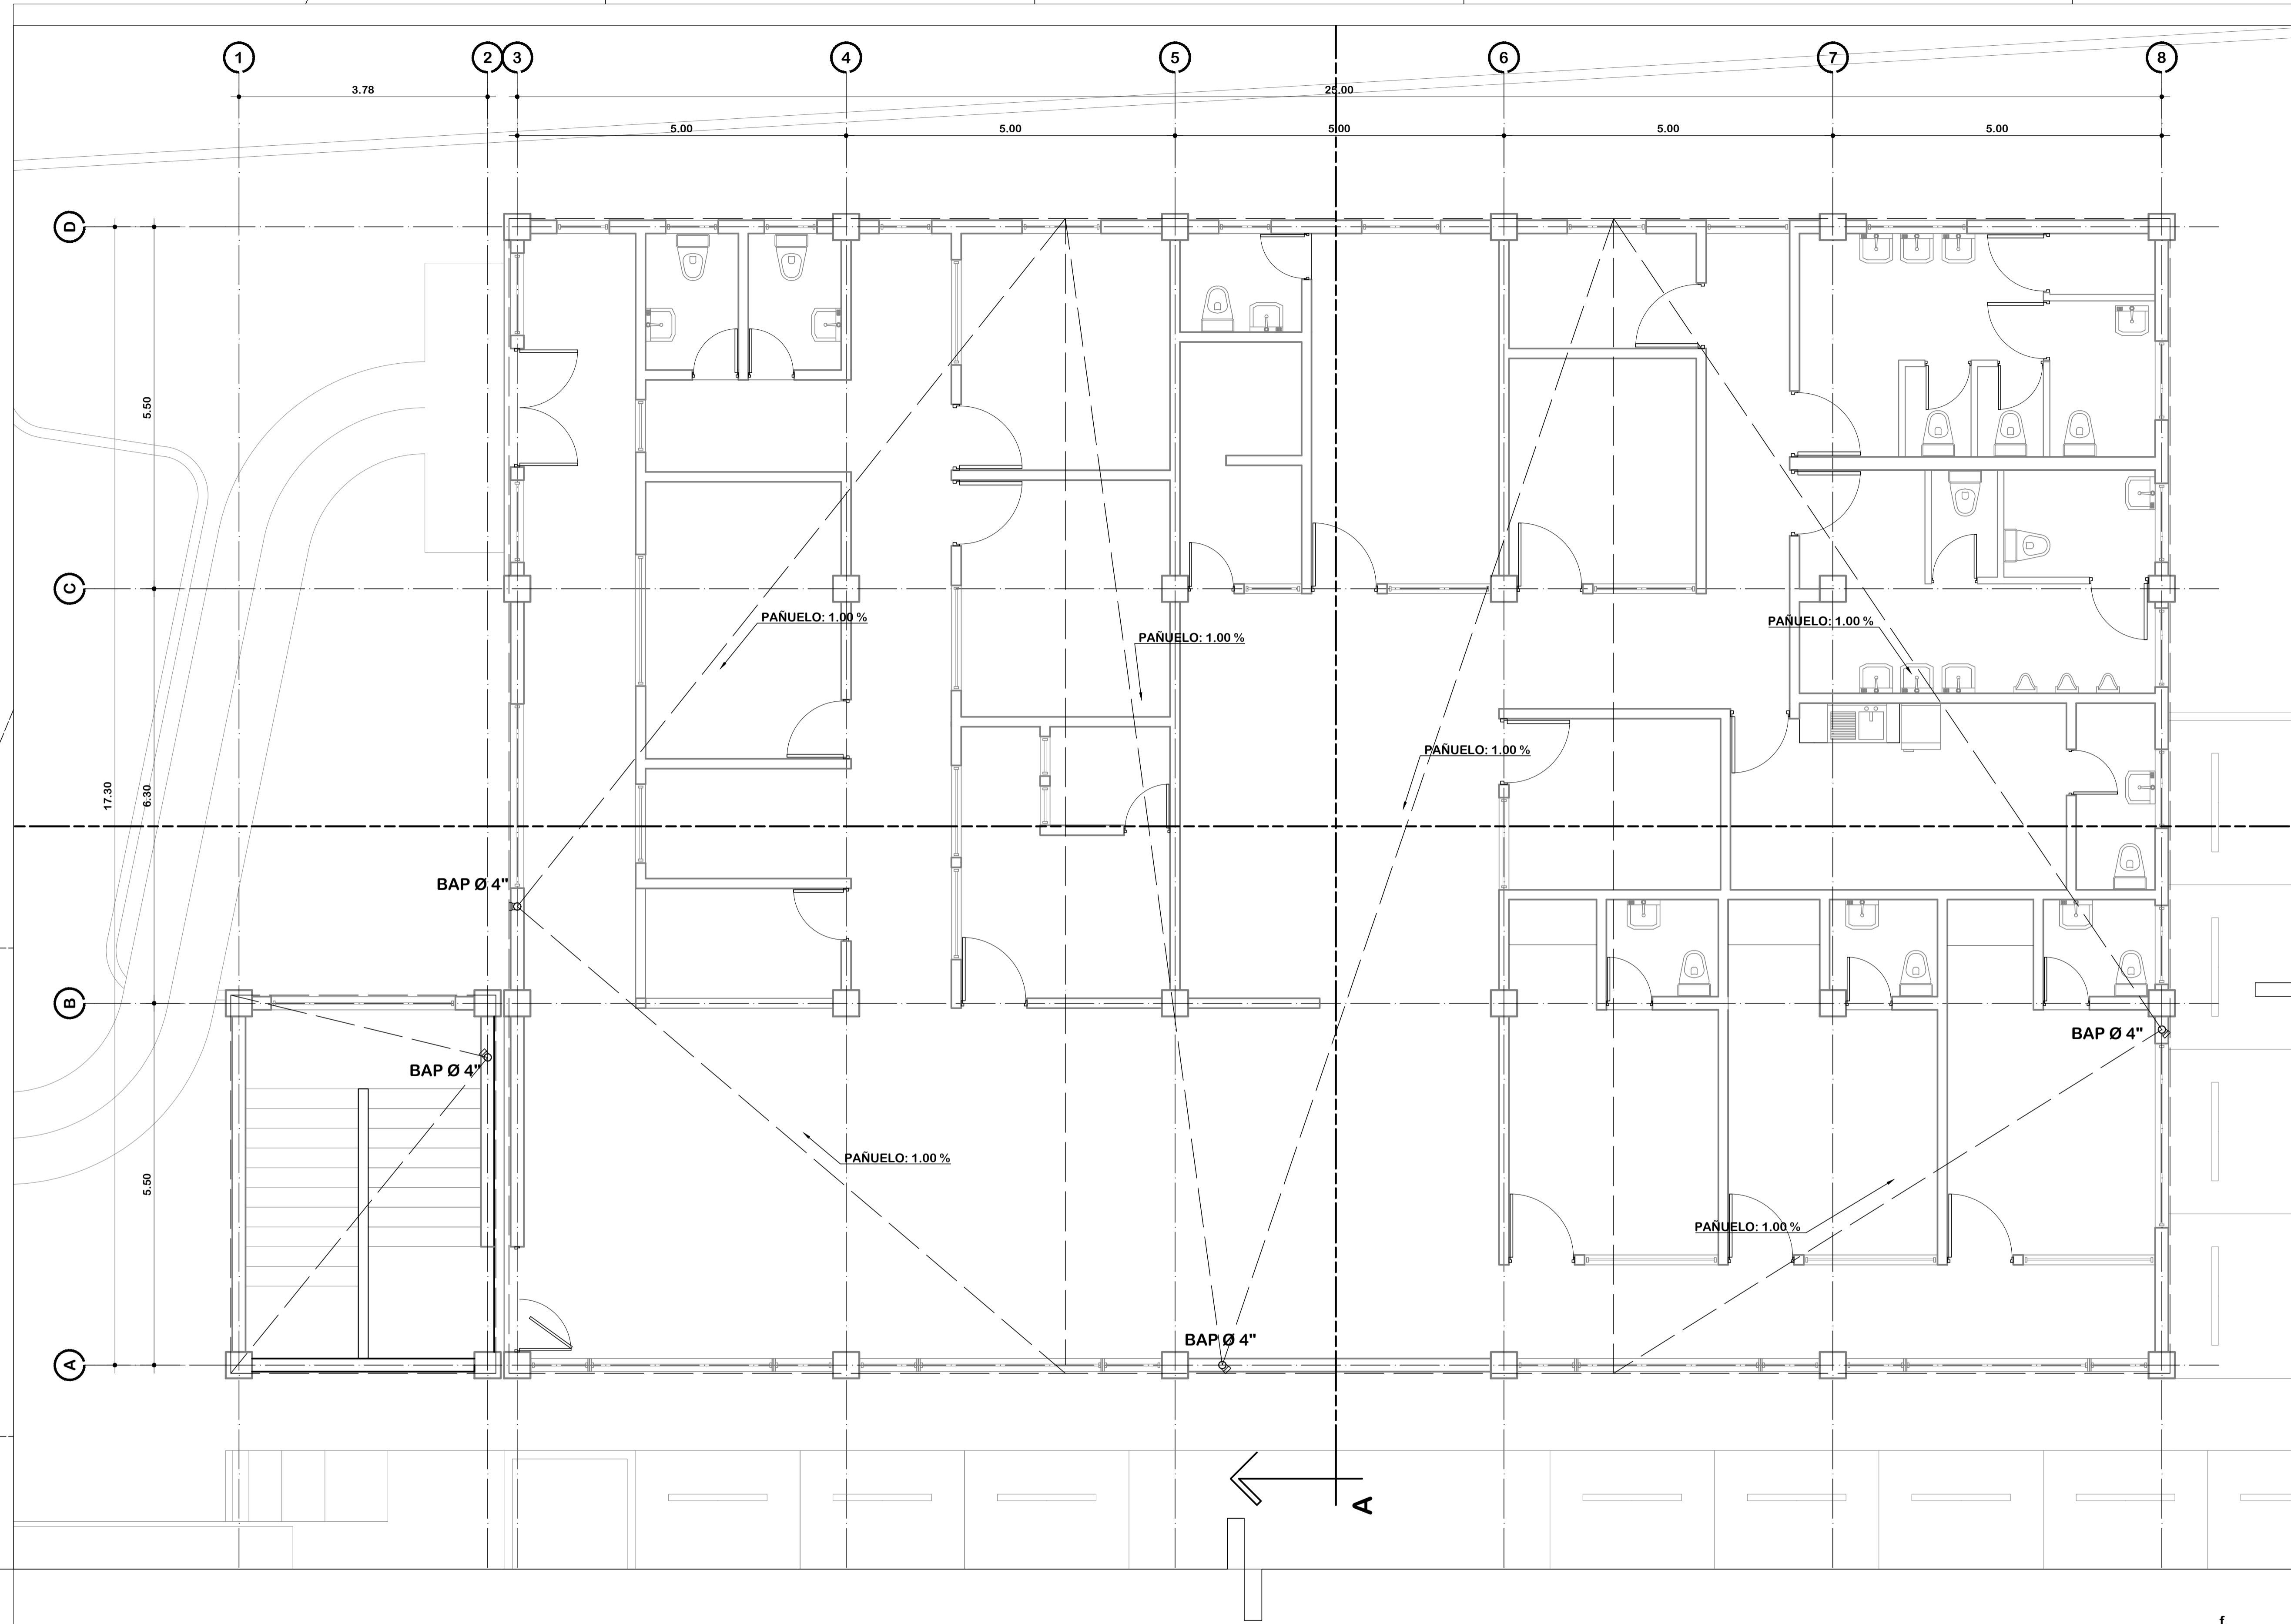 1
2
3
4
5
6
7
8
3.78
25.00
5.00
5.00
5.00
5.00
5.00
D
5.50
C
PAÑUELO: 1.00 %
PAÑUELO: 1.00 %
PAÑUELO: 1.00 %
PAÑUELO: 1.00 %
17.30
6.30
BAP Ø 4"
B
BAP Ø 4"
BAP Ø 4"
PAÑUELO: 1.00 %
5.50
PAÑUELO: 1.00 %
BAP Ø 4"
A
A
f